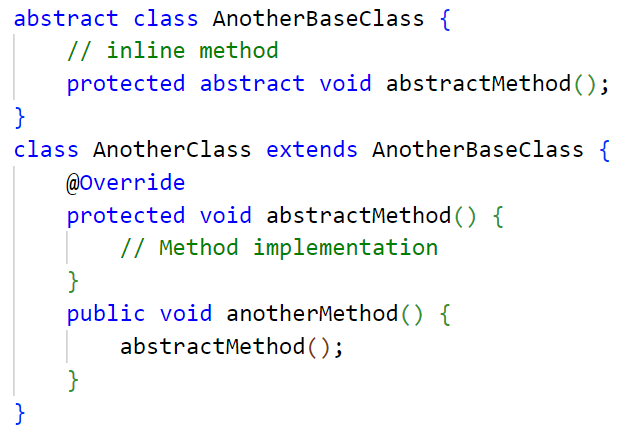 abstract class AnotherBaseClass {
    // inline method
    protected abstract void abstractMethod();
}
class AnotherClass extends AnotherBaseClass {
    @Override
    protected void abstractMethod() {
        // Method implementation
    }
    public void anotherMethod() {
        abstractMethod();
    }
}